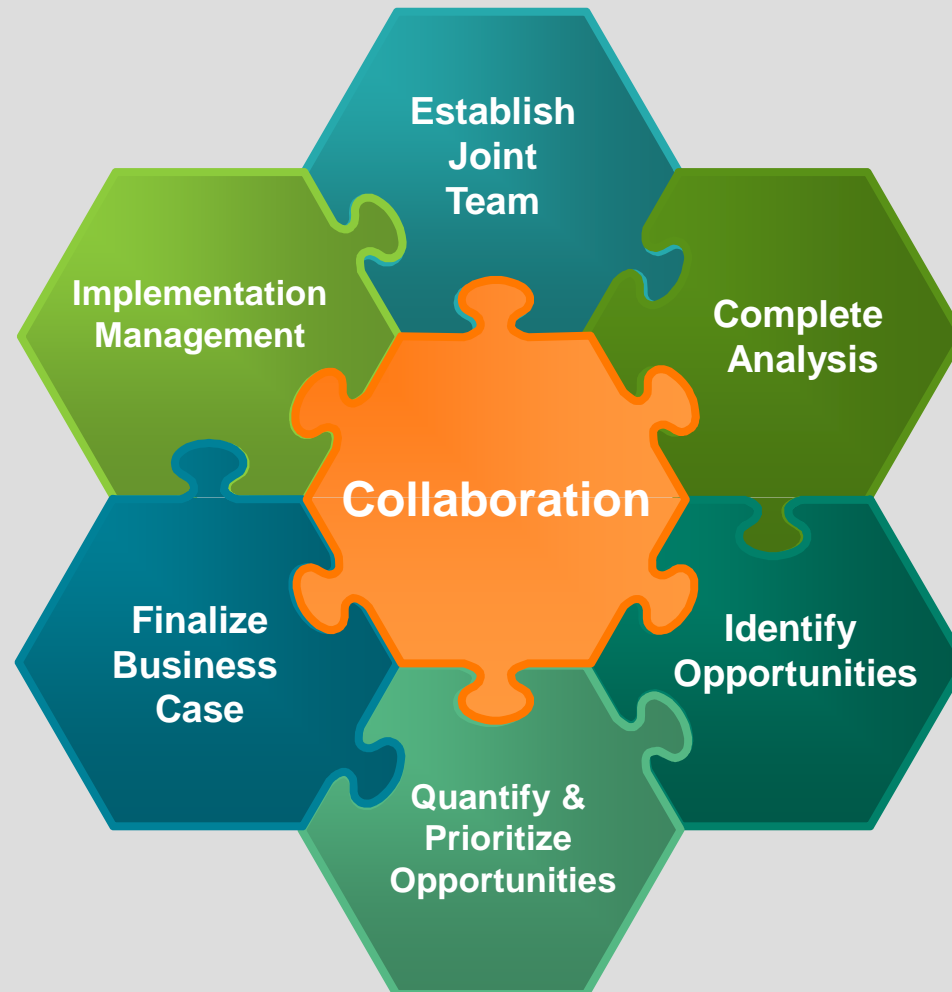 Establish
Joint
Team
Implementation
Management
Complete
Analysis
Collaboration
Finalize
Business
Case
Identify
Opportunities
Quantify &
Prioritize
Opportunities